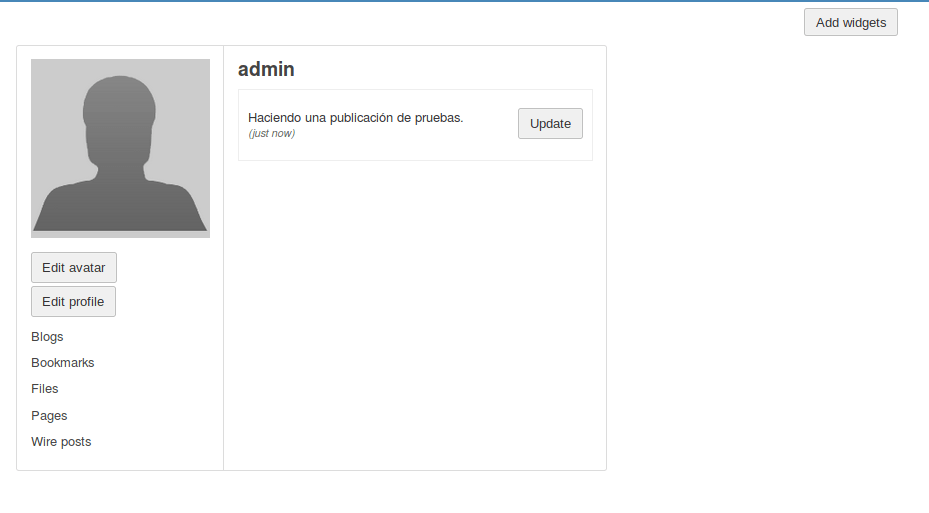 Add widgets
admin
Haciendo una publicación de pruebas.
(just now)
Update
Edit avatar
Edit profile
Blogs
Bookmarks
Files
Pages
Wire posts